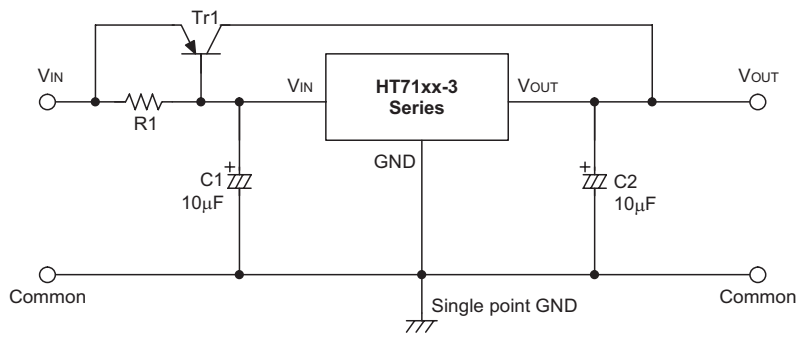 Tr1
VIN
R1
VIN
HT71xx-3
Series
VOUT
VOUT
GND
+
C1
10μF
+
C2
10μF
Common
Common
Single point GND